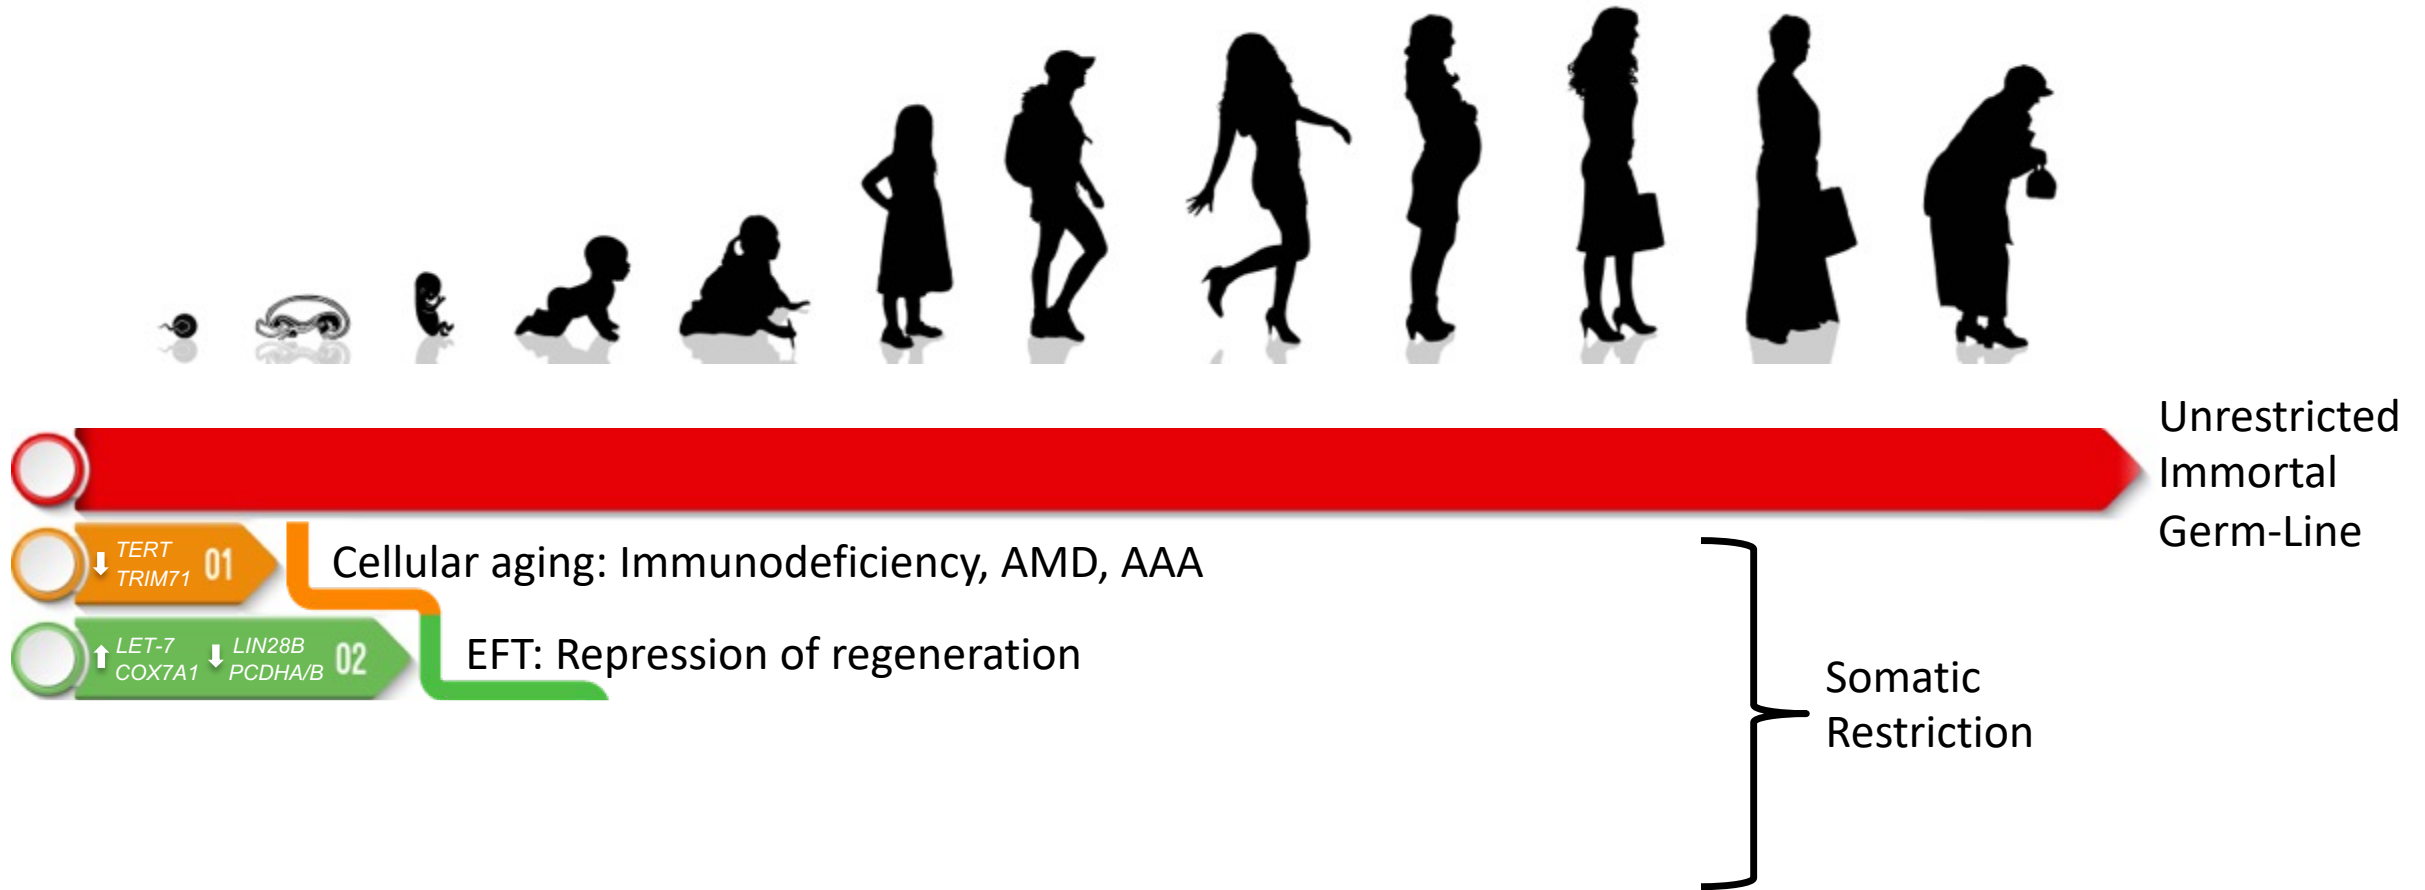 Unrestricted
Immortal
Germ-Line
TERT
TRIM71
01
Cellular aging: Immunodeficiency, AMD, AAA
LET-7
COX7A1
LIN28B
PCDHA/B
02
EFT: Repression of regeneration
Somatic
Restriction